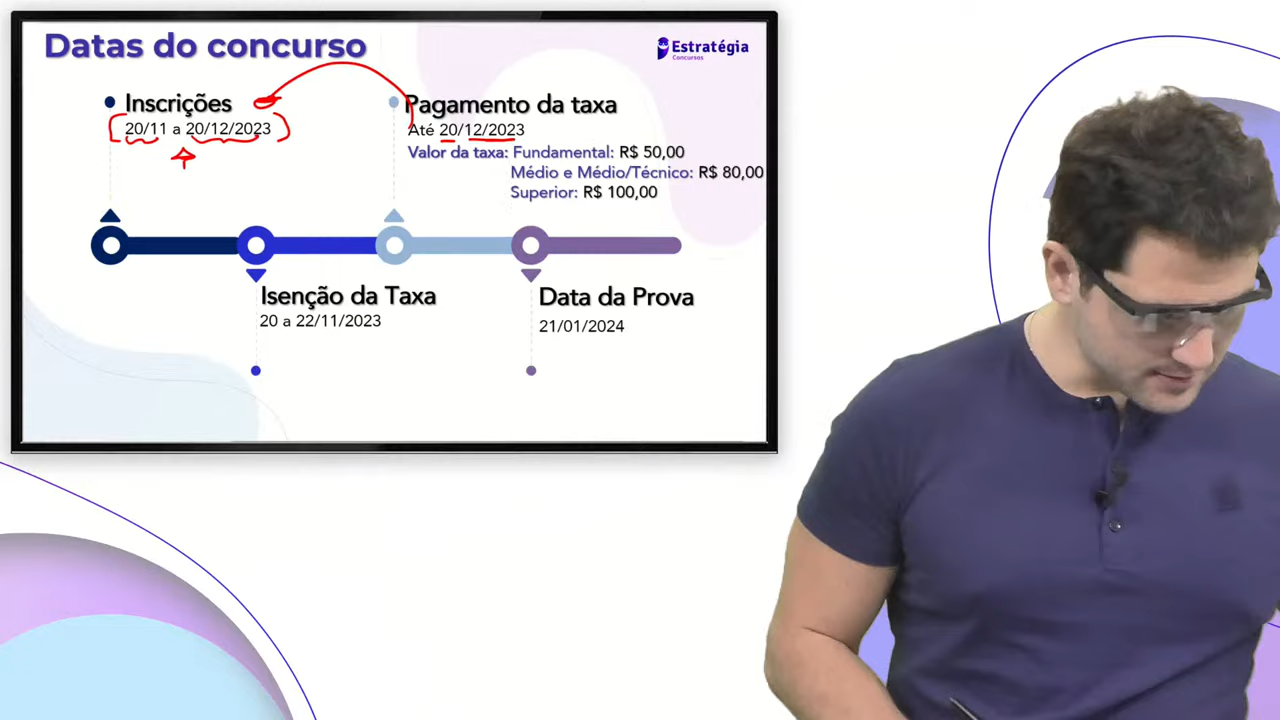 Datas do concurso
Estratégia
Concursos
Inscrições
20/11 a 20/12/2023
Pagamento da taxa
Até 20/12/2023
Valor da taxa: Fundamental: R$ 50,00
Médio e Médio/Técnico: R$ 80,00
Superior: R$ 100,00
Isenção da Taxa
20 a 22/11/2023
Data da Prova
21/01/2024